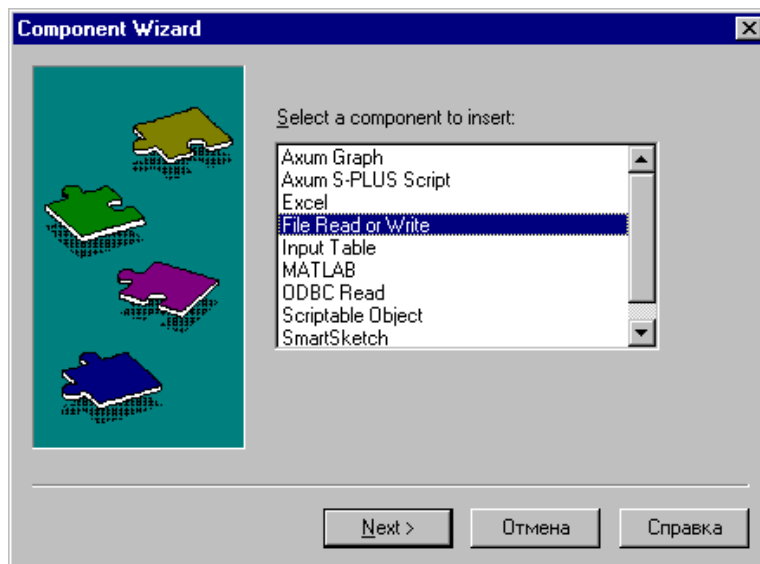 Component Wizard
Select a component to insert:
Axum Graph
Axum S-PLUS Script
Excel
File Read or Write
Input Table
MATLAB
ODBC Read
Scriptable Object
SmartSketch
Next > Отмена Справка